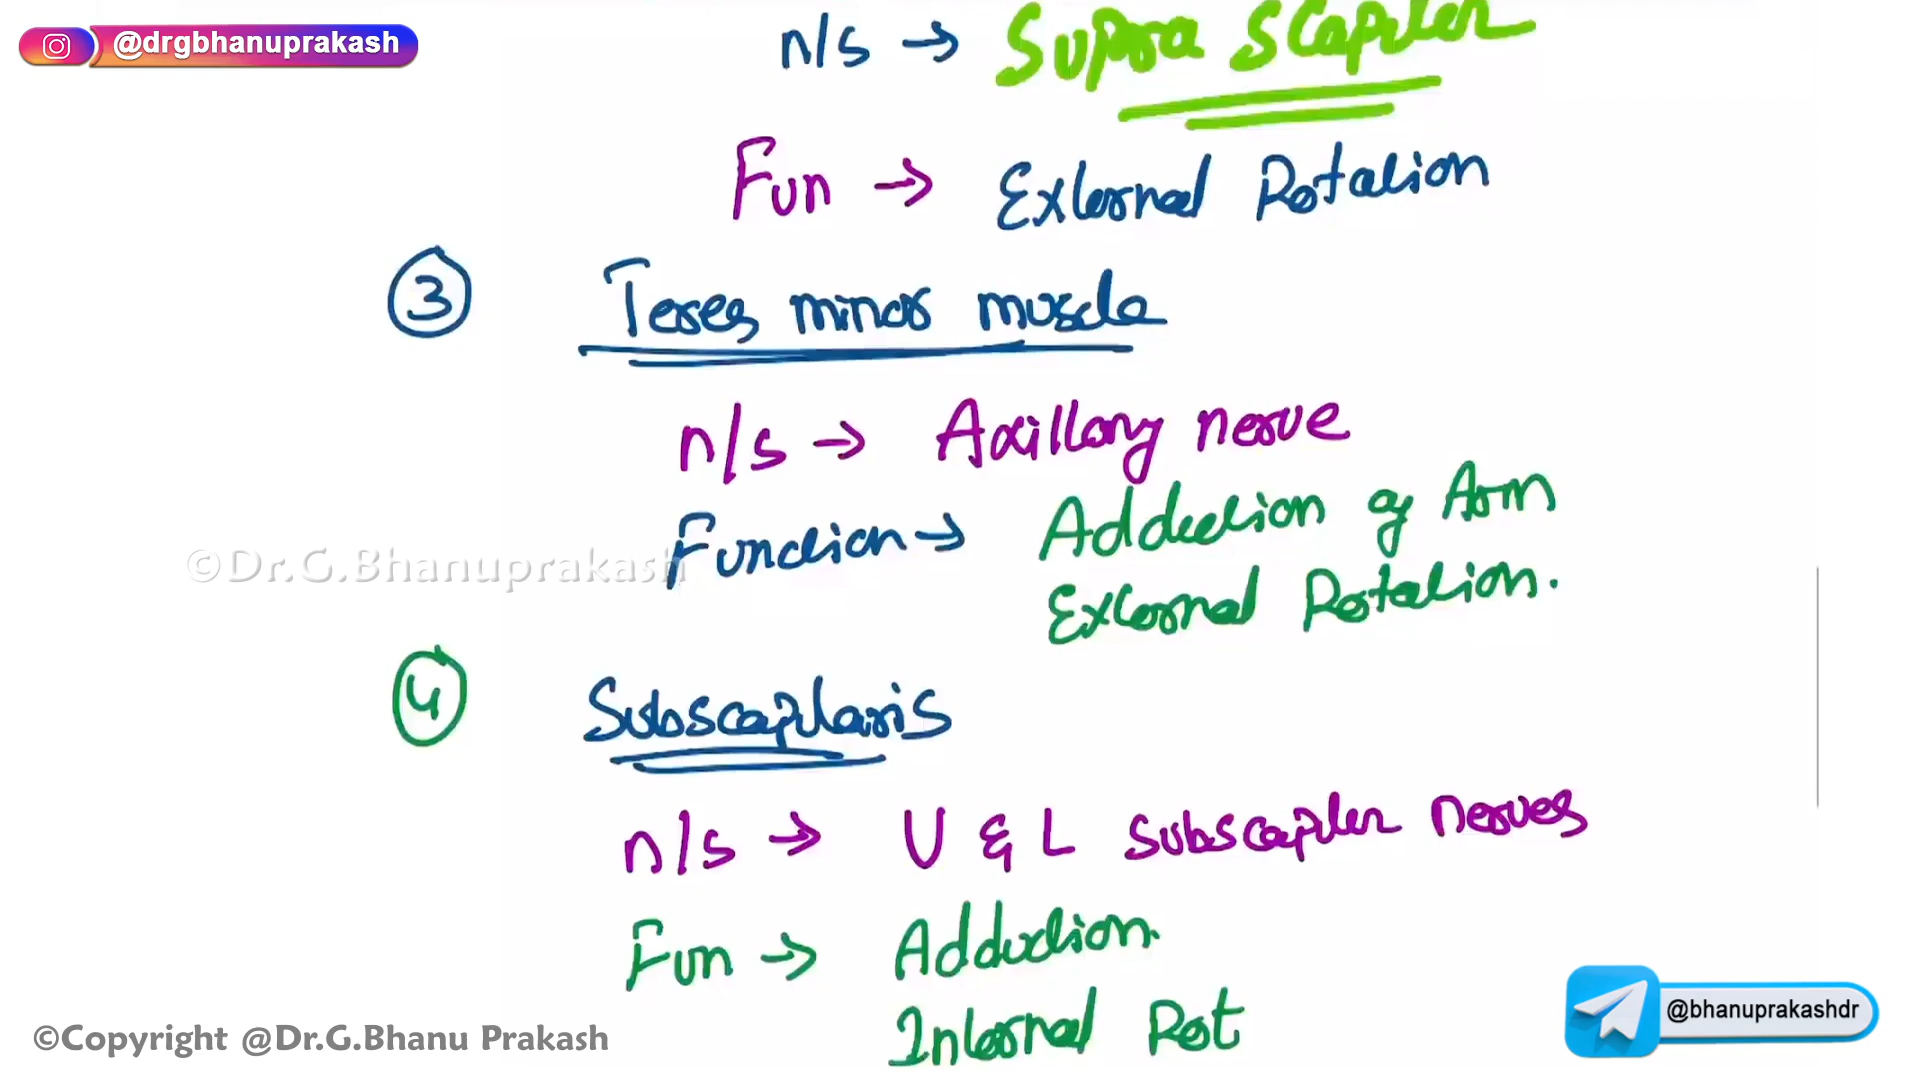 @drgbhanuprakash
n/s → Supra Scapular
Fun → External Rotation
3 Teres minor muscle
n/s → Axillary nerve
Function → Adduction of Arm
External Rotation.
©Dr.G.Bhanuprakash
4 Subscapularis
n/s → U & L subscapular nerves
Fun → Adduction.
Internal Rot
@bhanuprakashdr
©Copyright @Dr.G.Bhanu Prakash